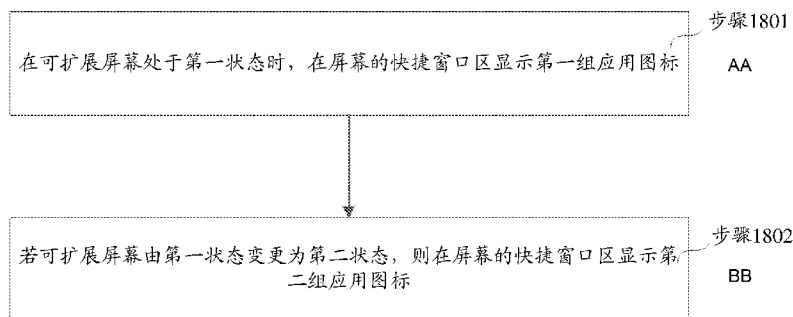 步骤1801
在可扩展屏幕处于第一状态时，在屏幕的快捷窗口区显示第一组应用图标
AA
步骤1802
若可扩展屏幕由第一状态变更为第二状态，则在屏幕的快捷窗口区显示第
二组应用图标
BB